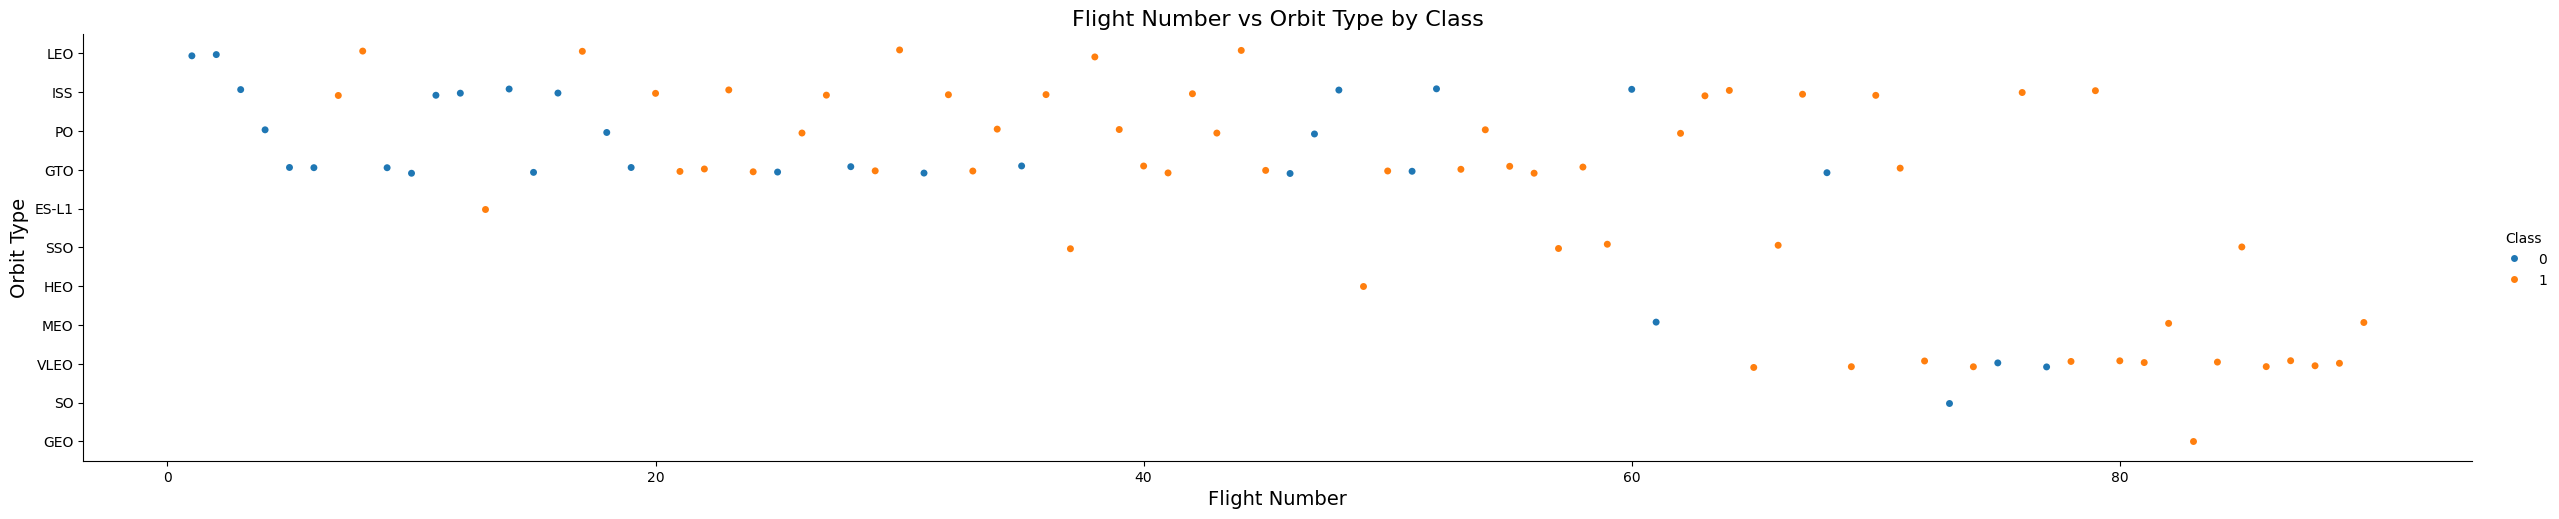 Flight Number vs Orbit Type by Class
Orbit Type
LEO
ISS
PO
GTO
ES-L1
SSO
HEO
MEO
VLEO
SO
GEO
0
20
40
60
80
Flight Number
Class
0
1